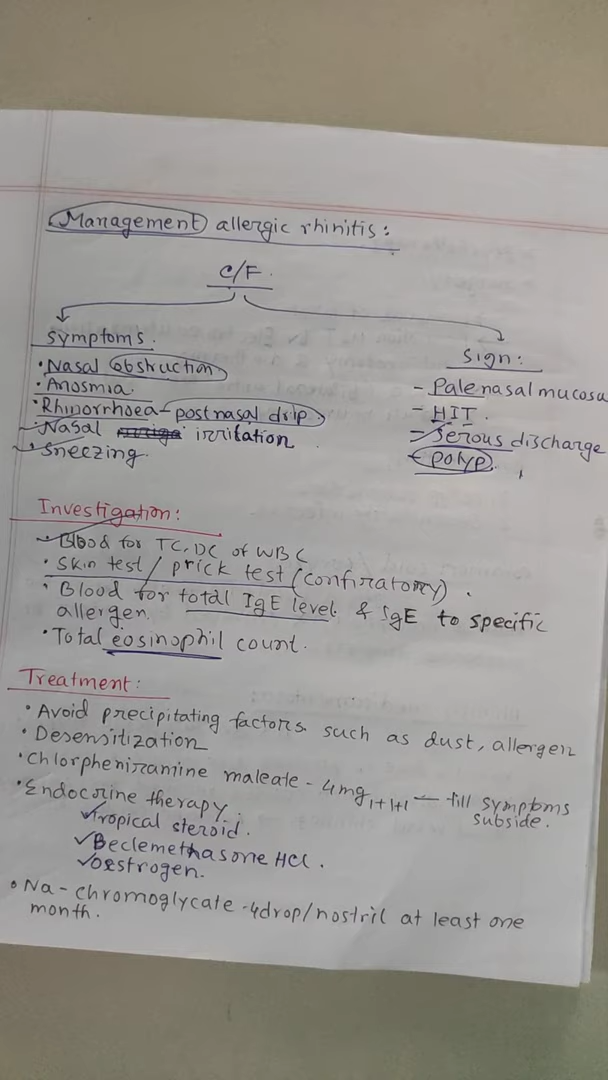 Management allergic rhinitis:
C/F.
Symptoms.
• Nasal obstruction
• Anosmia.
• Rhinorrhoea - postnasal drip.
- Nasal irritation
- Sneezing.
Sign:
- Pale nasal mucosa
- HIT.
- Serous discharge
- Polyp.
Investigation:
• Blood for TC, DC of WBC
• Skin test / prick test (confiratory).
• Blood for total IgE level & IgE to specific
allergen.
• Total eosinophil count.
Treatment:
• Avoid precipitating factors such as dust, allergen
• Desensitization
• Chlorpheniramine maleate - 4mg 1+1+1 — till symptoms
subside.
• Endocrine therapy
✓ Tropical steroid.
✓ Beclemethasone HCl.
✓ Oestrogen.
• Na - chromoglycate - 4drop/nostril at least one
month.